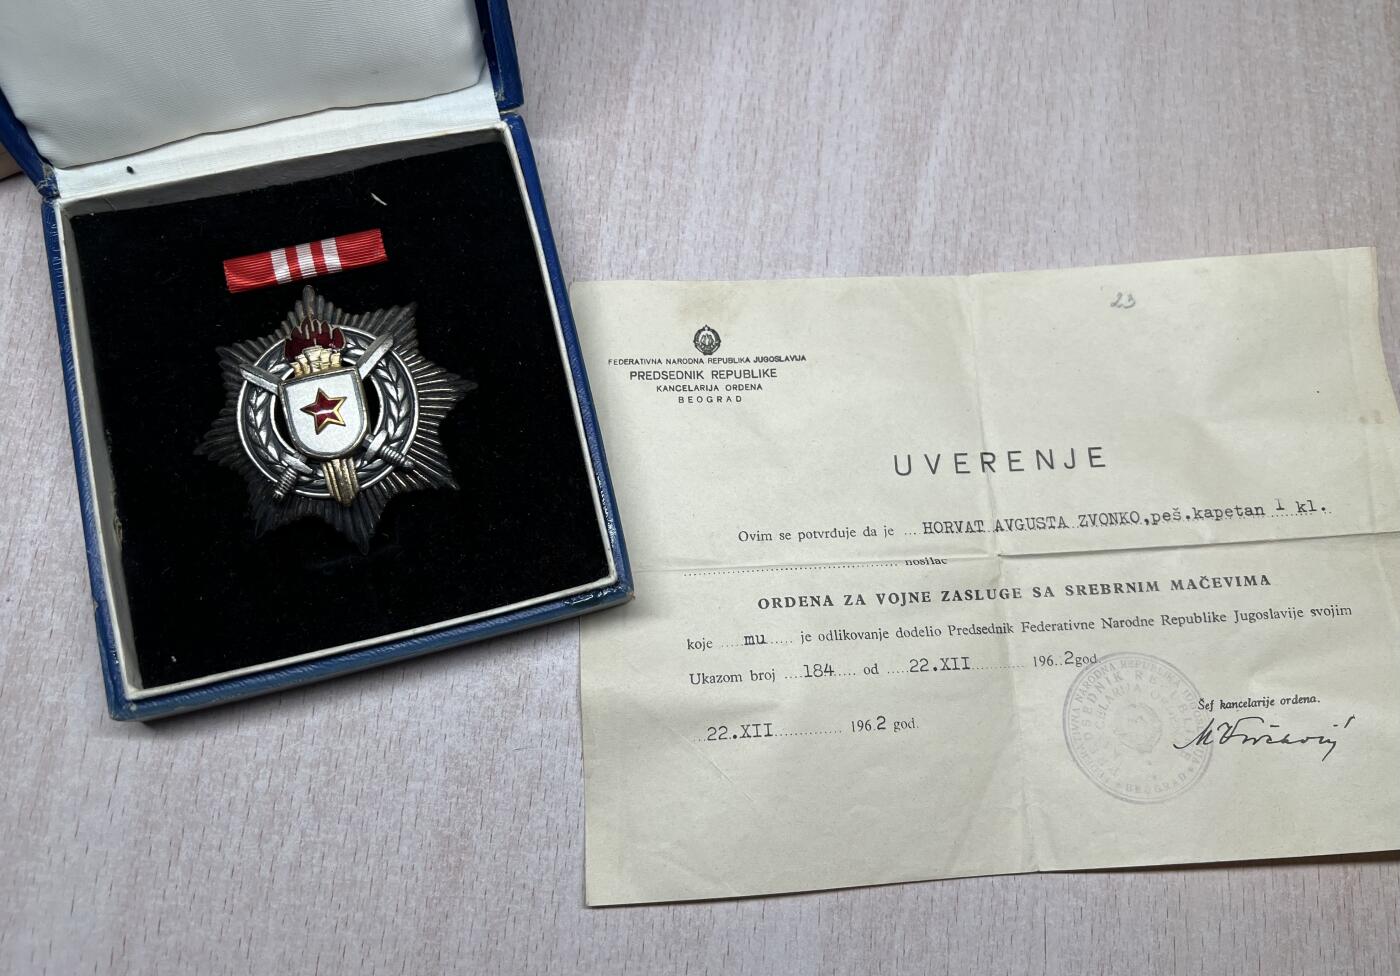 23
FEDERATIVNA NARODNA REPUBLIKA JUGOSLAVIJA
PREDSEDNIK REPUBLIKE
KANCELARIJA ORDENA
BEOGRAD
UVERENJE
Ovim se potvrđuje da je ... HORVAT AVGUSTA ZVONKO,peš.kapetan I kl.
nosilac
ORDENA ZA VOJNE ZASLUGE SA SREBRNIM MAČEVIMA
koje mu je odlikovanje dodelio Predsednik Federativne Narodne Republike Jugoslavije svojim
Ukazom broj 184 od 22.XII 1962 god.
Šef kancelarije ordena.
22.XII 1962 god.
BEOGRAD